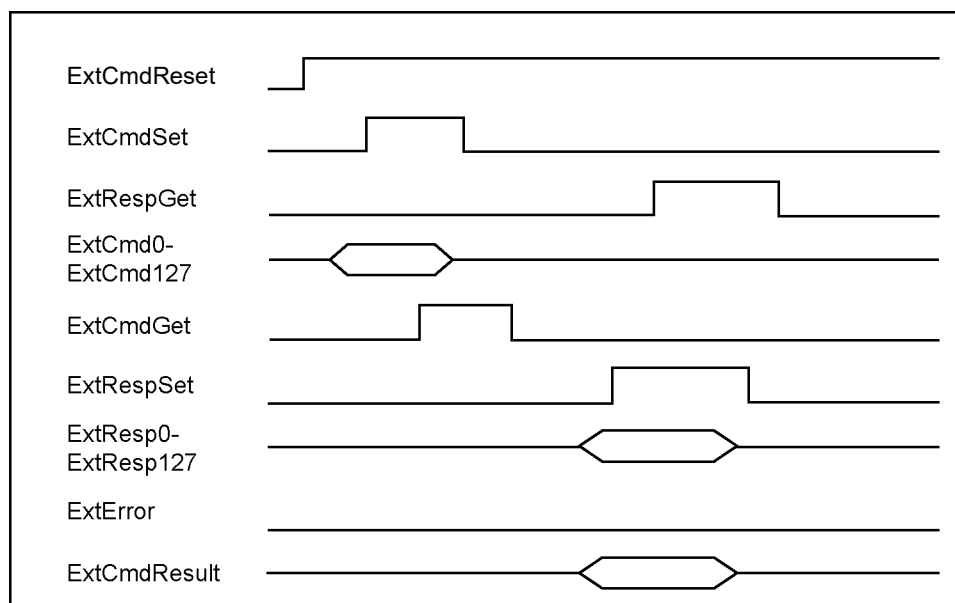 ExtCmdReset
ExtCmdSet
ExtRespGet
ExtCmd0-
ExtCmd127
ExtCmdGet
ExtRespSet
ExtResp0-
ExtResp127
ExtError
ExtCmdResult